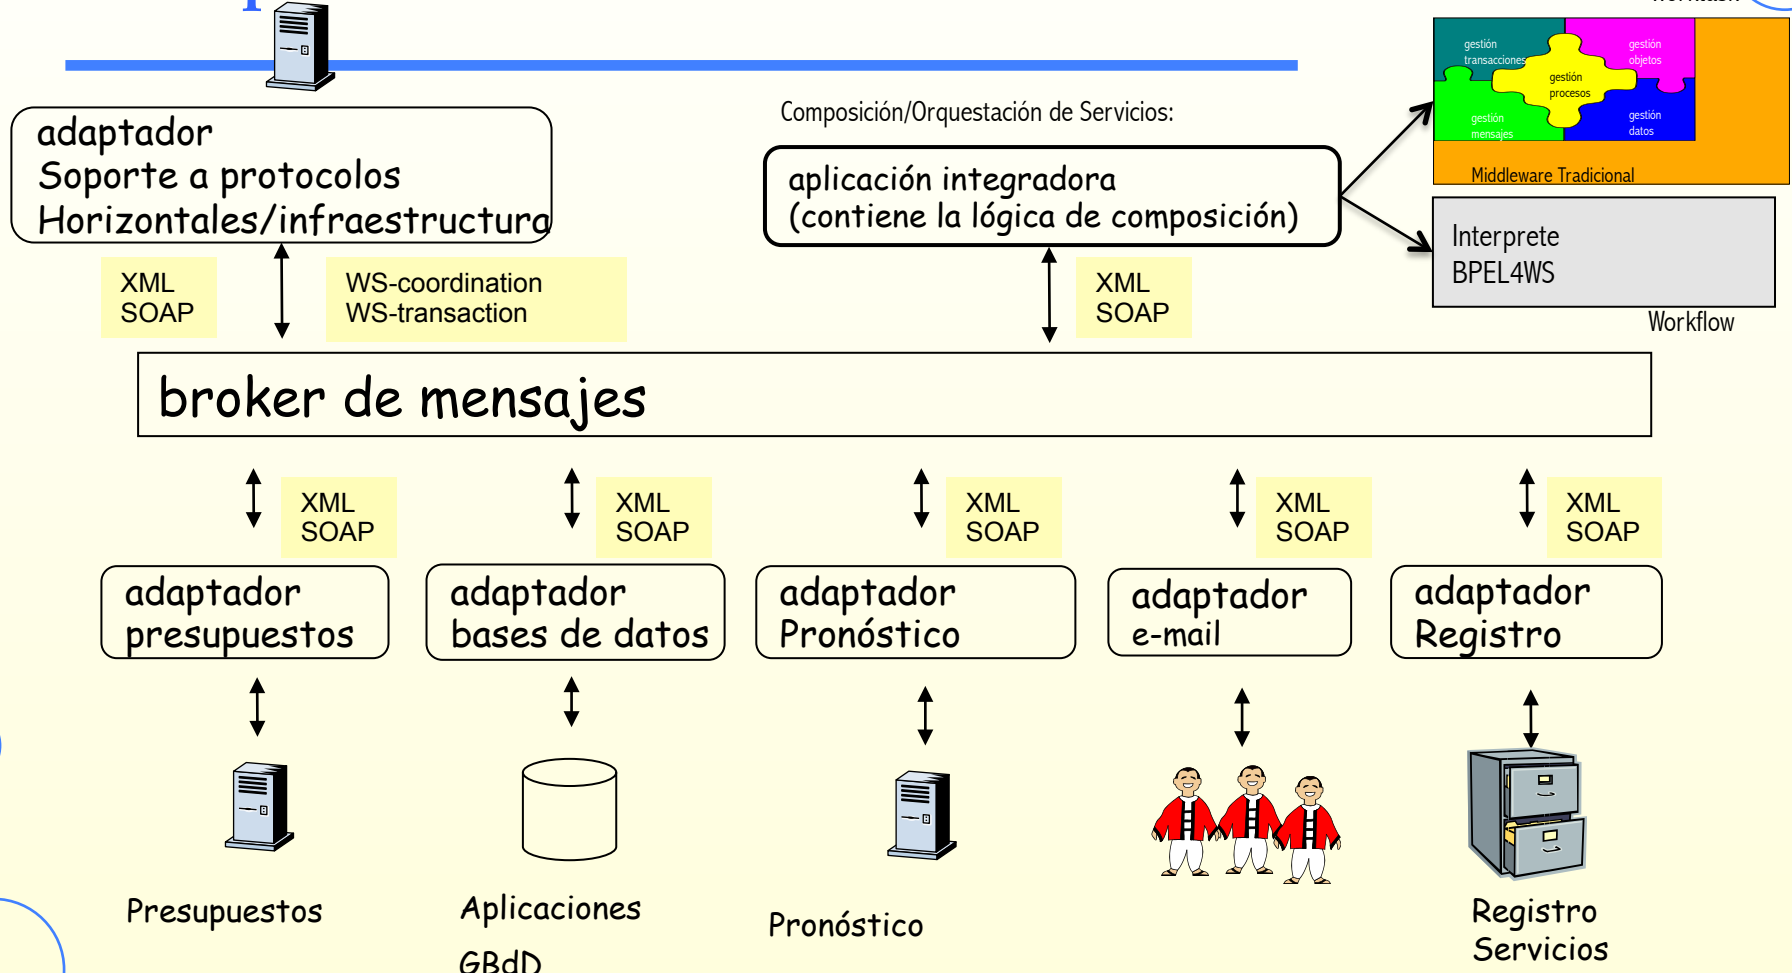 gestión
transacciones
gestión
objetos
gestión
procesos
gestión
mensajes
gestión
datos
Middleware Tradicional
adaptador
Soporte a protocolos
Horizontales/infraestructura
Composición/Orquestación de Servicios:
aplicación integradora
(contiene la lógica de composición)
Interprete
BPEL4WS
Workflow
XML
SOAP
WS-coordination
WS-transaction
XML
SOAP
broker de mensajes
XML
SOAP
XML
SOAP
XML
SOAP
XML
SOAP
XML
SOAP
adaptador
presupuestos
adaptador
bases de datos
adaptador
Pronóstico
adaptador
e-mail
adaptador
Registro
Presupuestos
Aplicaciones
GBdD
Pronóstico
Registro
Servicios